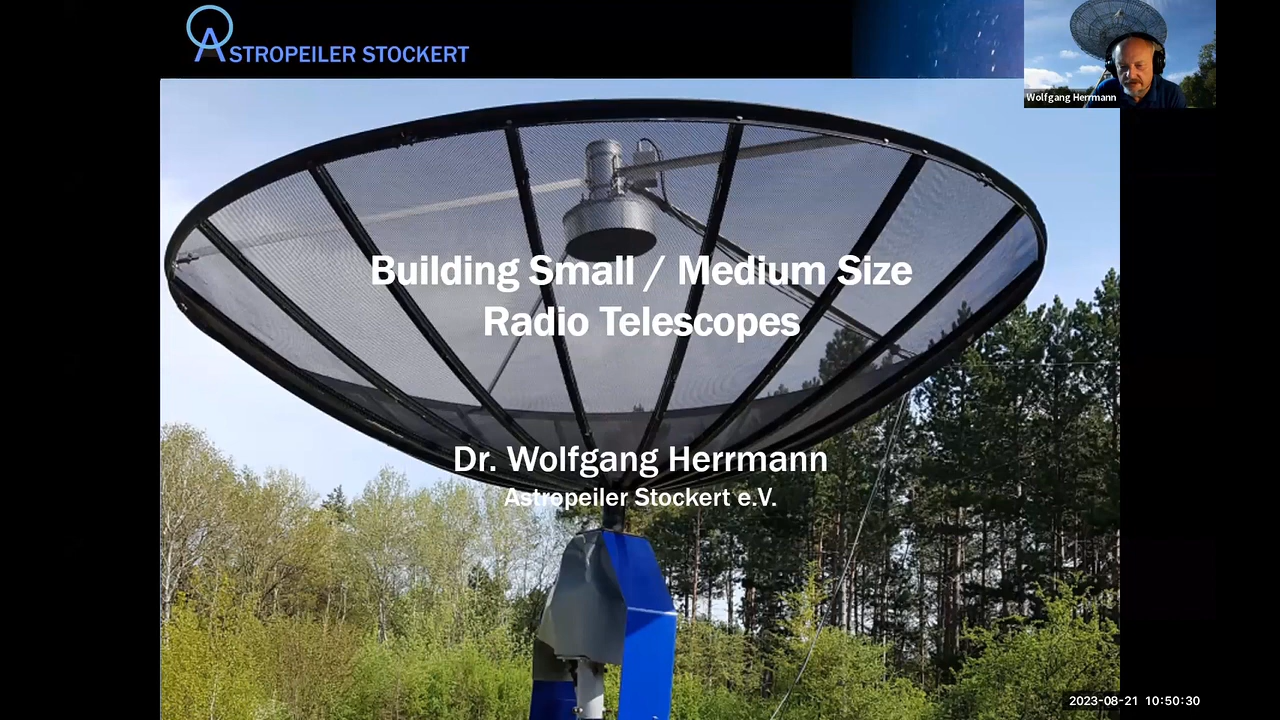 ASTROPEILER STOCKERT
Wolfgang Herrmann
Building Small / Medium Size
Radio Telescopes
Dr. Wolfgang Herrmann
Astropeiler Stockert e.V.
2023-08-21 10:50:30